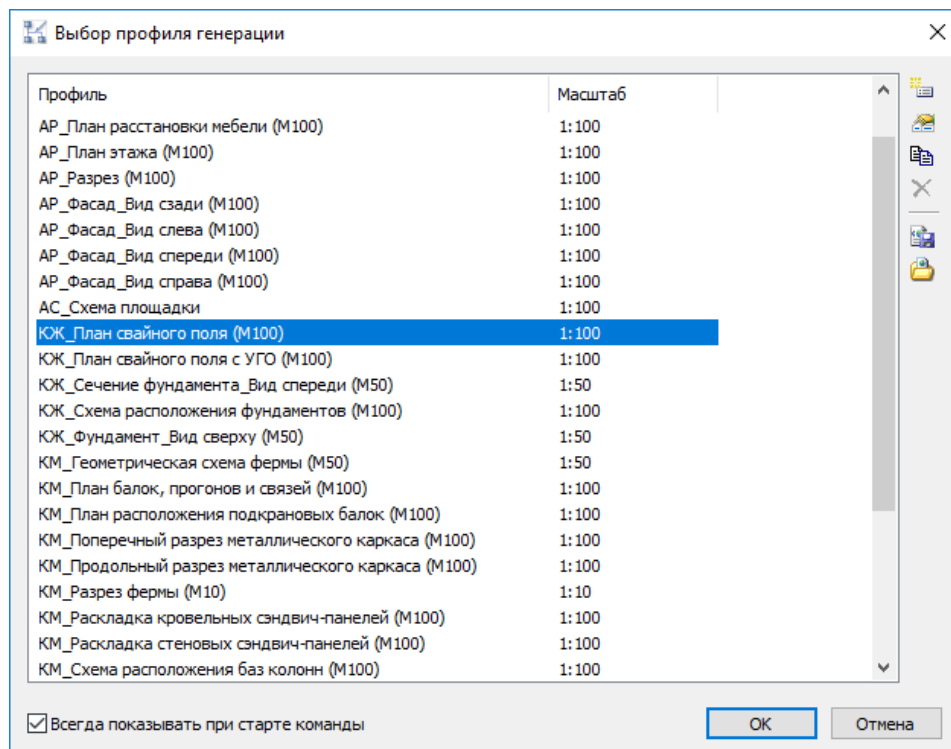 Выбор профиля генерации
Профиль Масштаб
АР_План расстановки мебели (М100) 1:100
АР_План этажа (М100) 1:100
АР_Разрез (М100) 1:100
АР_Фасад_Вид сзади (М100) 1:100
АР_Фасад_Вид слева (М100) 1:100
АР_Фасад_Вид спереди (М100) 1:100
АР_Фасад_Вид справа (М100) 1:100
АС_Схема площадки 1:100
КЖ_План свайного поля (М100) 1:100
КЖ_План свайного поля с УГО (М100) 1:100
КЖ_Сечение фундамента_Вид спереди (М50) 1:50
КЖ_Схема расположения фундаментов (М100) 1:100
КЖ_Фундамент_Вид сверху (М50) 1:50
КМ_Геометрическая схема фермы (М50) 1:50
КМ_План балок, прогонов и связей (М100) 1:100
КМ_План расположения подкрановых балок (М100) 1:100
КМ_Поперечный разрез металлического каркаса (М100) 1:100
КМ_Продольный разрез металлического каркаса (М100) 1:100
КМ_Разрез фермы (М10) 1:10
КМ_Раскладка кровельных сэндвич-панелей (М100) 1:100
КМ_Раскладка стеновых сэндвич-панелей (М100) 1:100
КМ_Схема расположения баз колонн (М100) 1:100
Всегда показывать при старте команды
OK Отмена